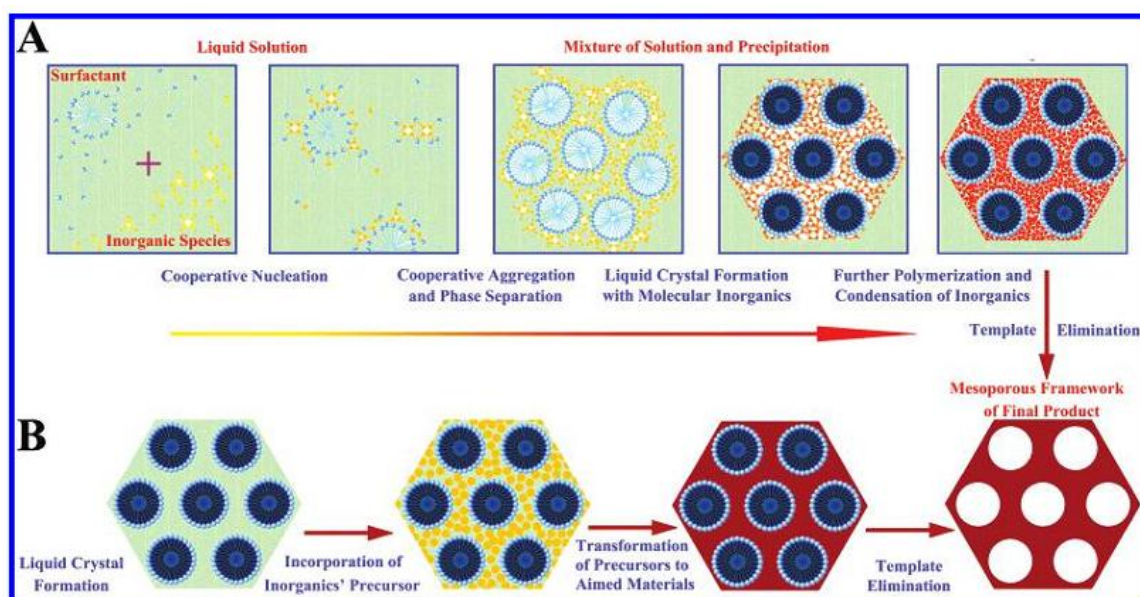 A
Liquid Solution
Mixture of Solution and Precipitation
Surfactant
Inorganic Species
Cooperative Nucleation
Cooperative Aggregation
and Phase Separation
Liquid Crystal Formation
with Molecular Inorganics
Further Polymerization and
Condensation of Inorganics
Template Elimination
Mesoporous Framework
of Final Product
B
Liquid Crystal
Formation
Incorporation of
Inorganics' Precursor
Transformation
of Precursors to
Aimed Materials
Template
Elimination